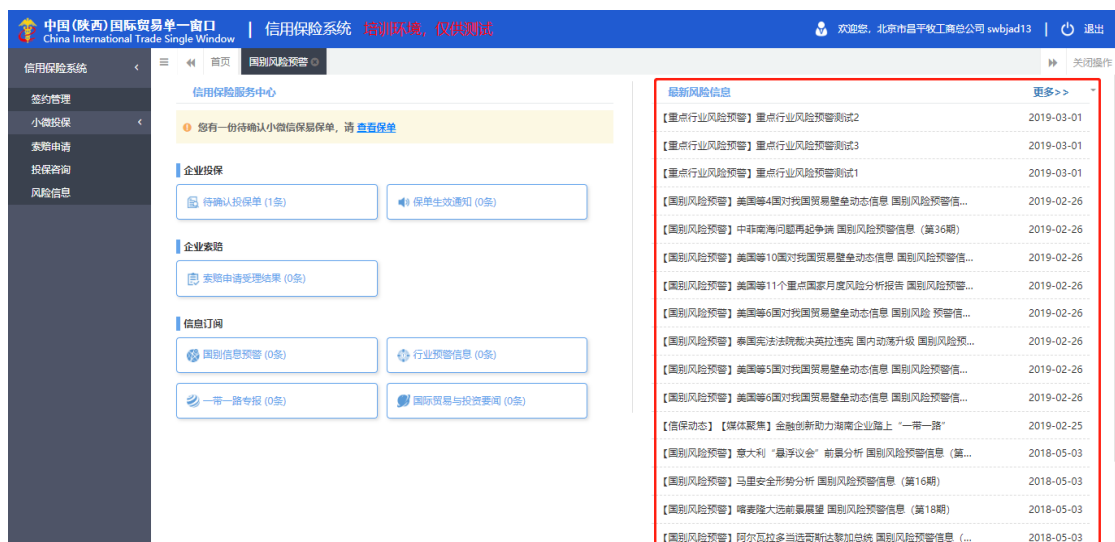 中国(陕西)国际贸易单一窗口
China International Trade Single Window
信用保险系统 培训环境，仅供测试
欢迎您，北京市昌平牧工商总公司 swbjad13
退出
信用保险系统
首页
国别风险预警
关闭操作
签约管理
小微投保
索赔申请
投保咨询
风险信息
信用保险服务中心
您有一份待确认小微信保易保单，请 查看保单
企业投保
待确认投保单 (1条)
保单生效通知 (0条)
企业索赔
索赔申请受理结果 (0条)
信息订阅
国别信息预警 (0条)
行业预警信息 (0条)
一带一路专报 (0条)
国际贸易与投资要闻 (0条)
最新风险信息 更多>>
【重点行业风险预警】重点行业风险预警测试2 2019-03-01
【重点行业风险预警】重点行业风险预警测试3 2019-03-01
【重点行业风险预警】重点行业风险预警测试1 2019-03-01
【国别风险预警】美国等4国对我国贸易壁垒动态信息 国别风险预警信... 2019-02-26
【国别风险预警】中菲南海问题再起争端 国别风险预警信息（第36期） 2019-02-26
【国别风险预警】美国等10国对我国贸易壁垒动态信息 国别风险预警信... 2019-02-26
【国别风险预警】美国等11个重点国家月度风险分析报告 国别风险预警... 2019-02-26
【国别风险预警】美国等6国对我国贸易壁垒动态信息 国别风险 预警信... 2019-02-26
【国别风险预警】泰国宪法法院裁决英拉违宪 国内动荡升级 国别风险预... 2019-02-26
【国别风险预警】美国等5国对我国贸易壁垒动态信息 国别风险预警信... 2019-02-26
【国别风险预警】美国等6国对我国贸易壁垒动态信息 国别风险预警信... 2019-02-26
【信保动态】【媒体聚焦】金融创新助力湖南企业踏上“一带一路” 2019-02-25
【国别风险预警】意大利“悬浮议会”前景分析 国别风险预警信息（第... 2018-05-03
【国别风险预警】马里安全形势分析 国别风险预警信息（第16期） 2018-05-03
【国别风险预警】喀麦隆大选前景展望 国别风险预警信息（第18期） 2018-05-03
【国别风险预警】阿尔瓦拉多当选哥斯达黎加总统 国别风险预警信息（... 2018-05-03